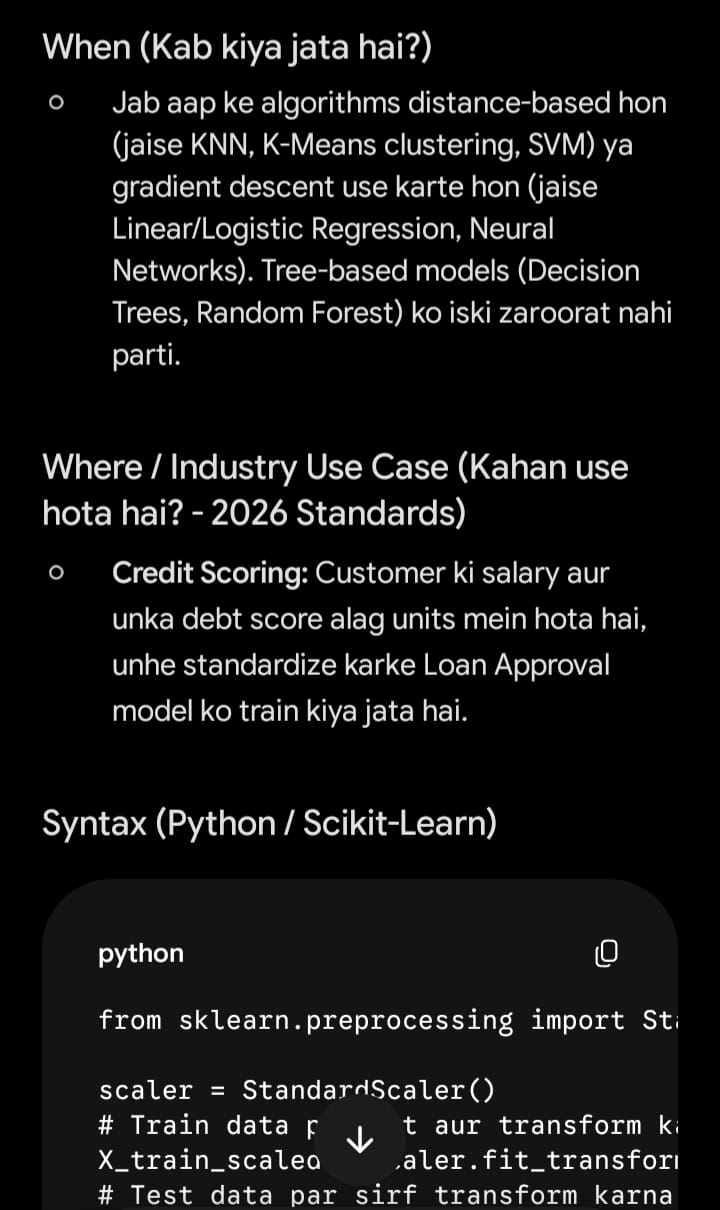 When (Kab kiya jata hai?)
Jab aap ke algorithms distance-based hon
(jaise KNN, K-Means clustering, SVM) ya
gradient descent use karte hon (jaise
Linear/Logistic Regression, Neural
Networks). Tree-based models (Decision
Trees, Random Forest) ko iski zaroorat nahi
parti.
Where / Industry Use Case (Kahan use
hota hai? - 2026 Standards)
Credit Scoring: Customer ki salary aur
unka debt score alag units mein hota hai,
unhe standardize karke Loan Approval
model ko train kiya jata hai.
Syntax (Python / Scikit-Learn)
python
from sklearn.preprocessing import
scaler = StandardScaler()
# Train data aur transform
# Test data par sirf transform karna